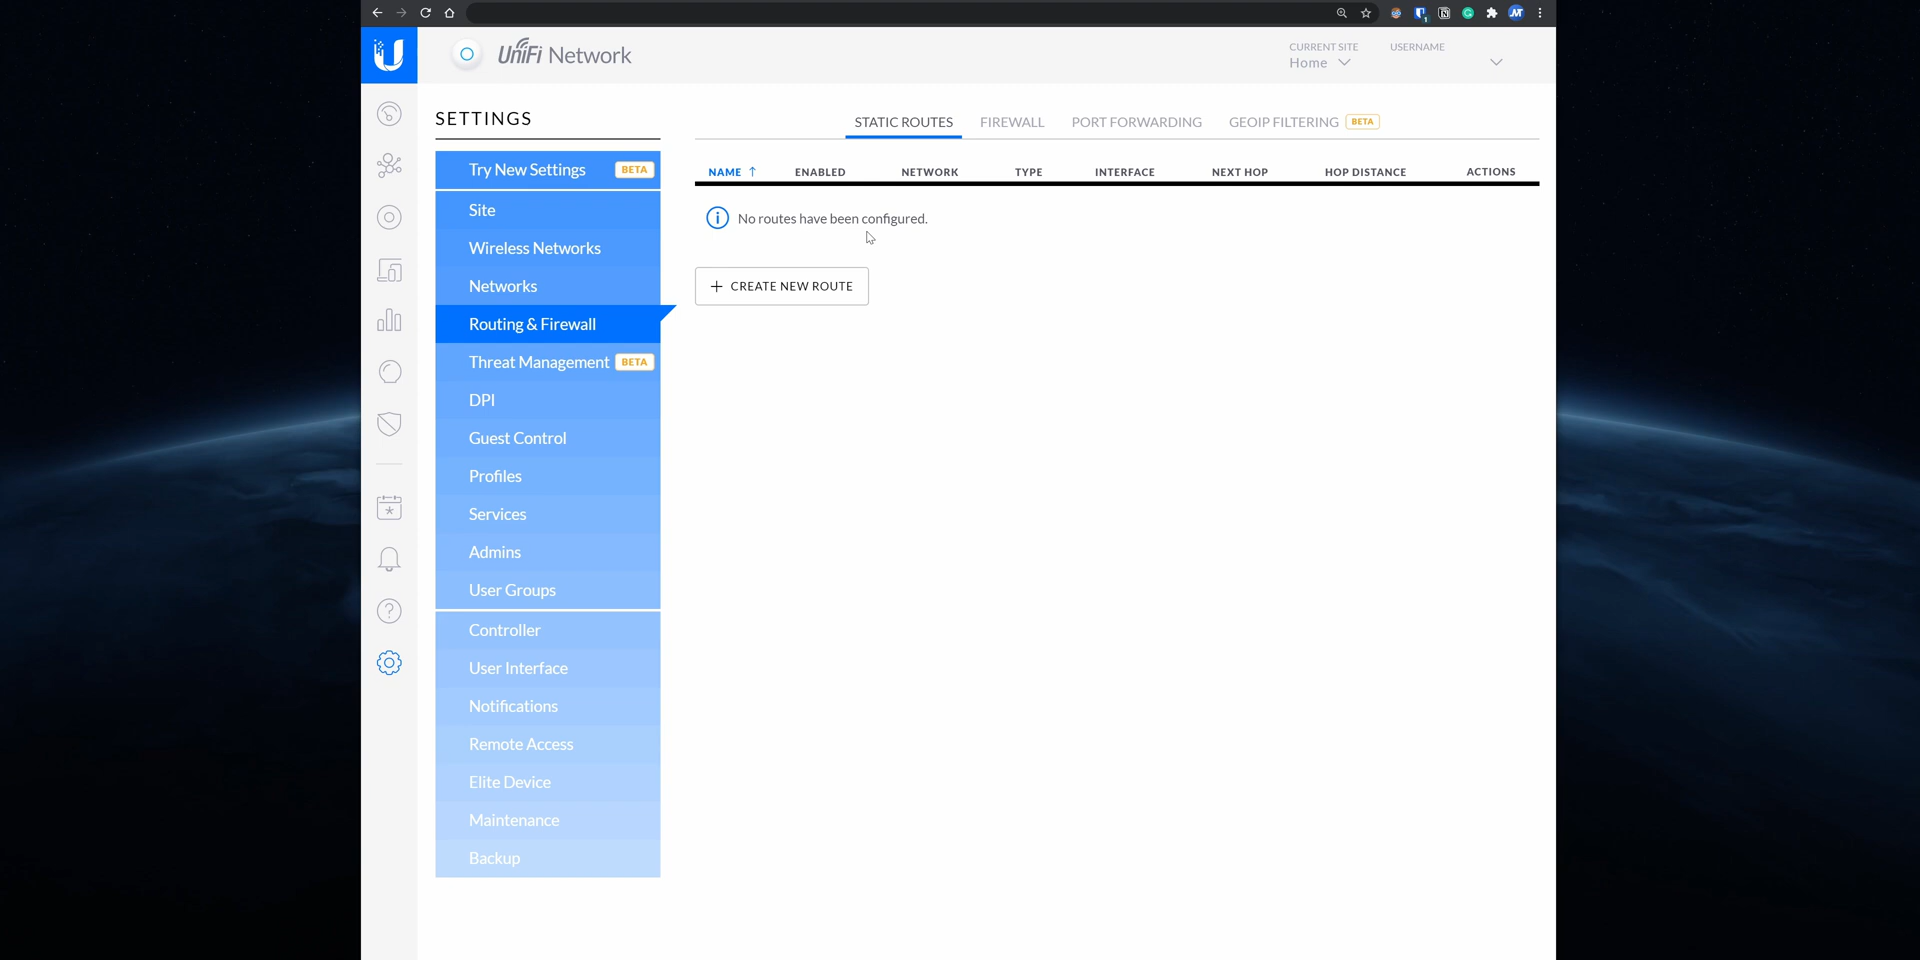 UniFi Network
CURRENT SITE
Home
USERNAME
SETTINGS
Try New Settings BETA
Site
Wireless Networks
Networks
Routing & Firewall
Threat Management BETA
DPI
Guest Control
Profiles
Services
Admins
User Groups
Controller
User Interface
Notifications
Remote Access
Elite Device
Maintenance
Backup
STATIC ROUTES FIREWALL PORT FORWARDING GEOIP FILTERING BETA
NAME ↑ ENABLED NETWORK TYPE INTERFACE NEXT HOP HOP DISTANCE ACTIONS
No routes have been configured.
+ CREATE NEW ROUTE